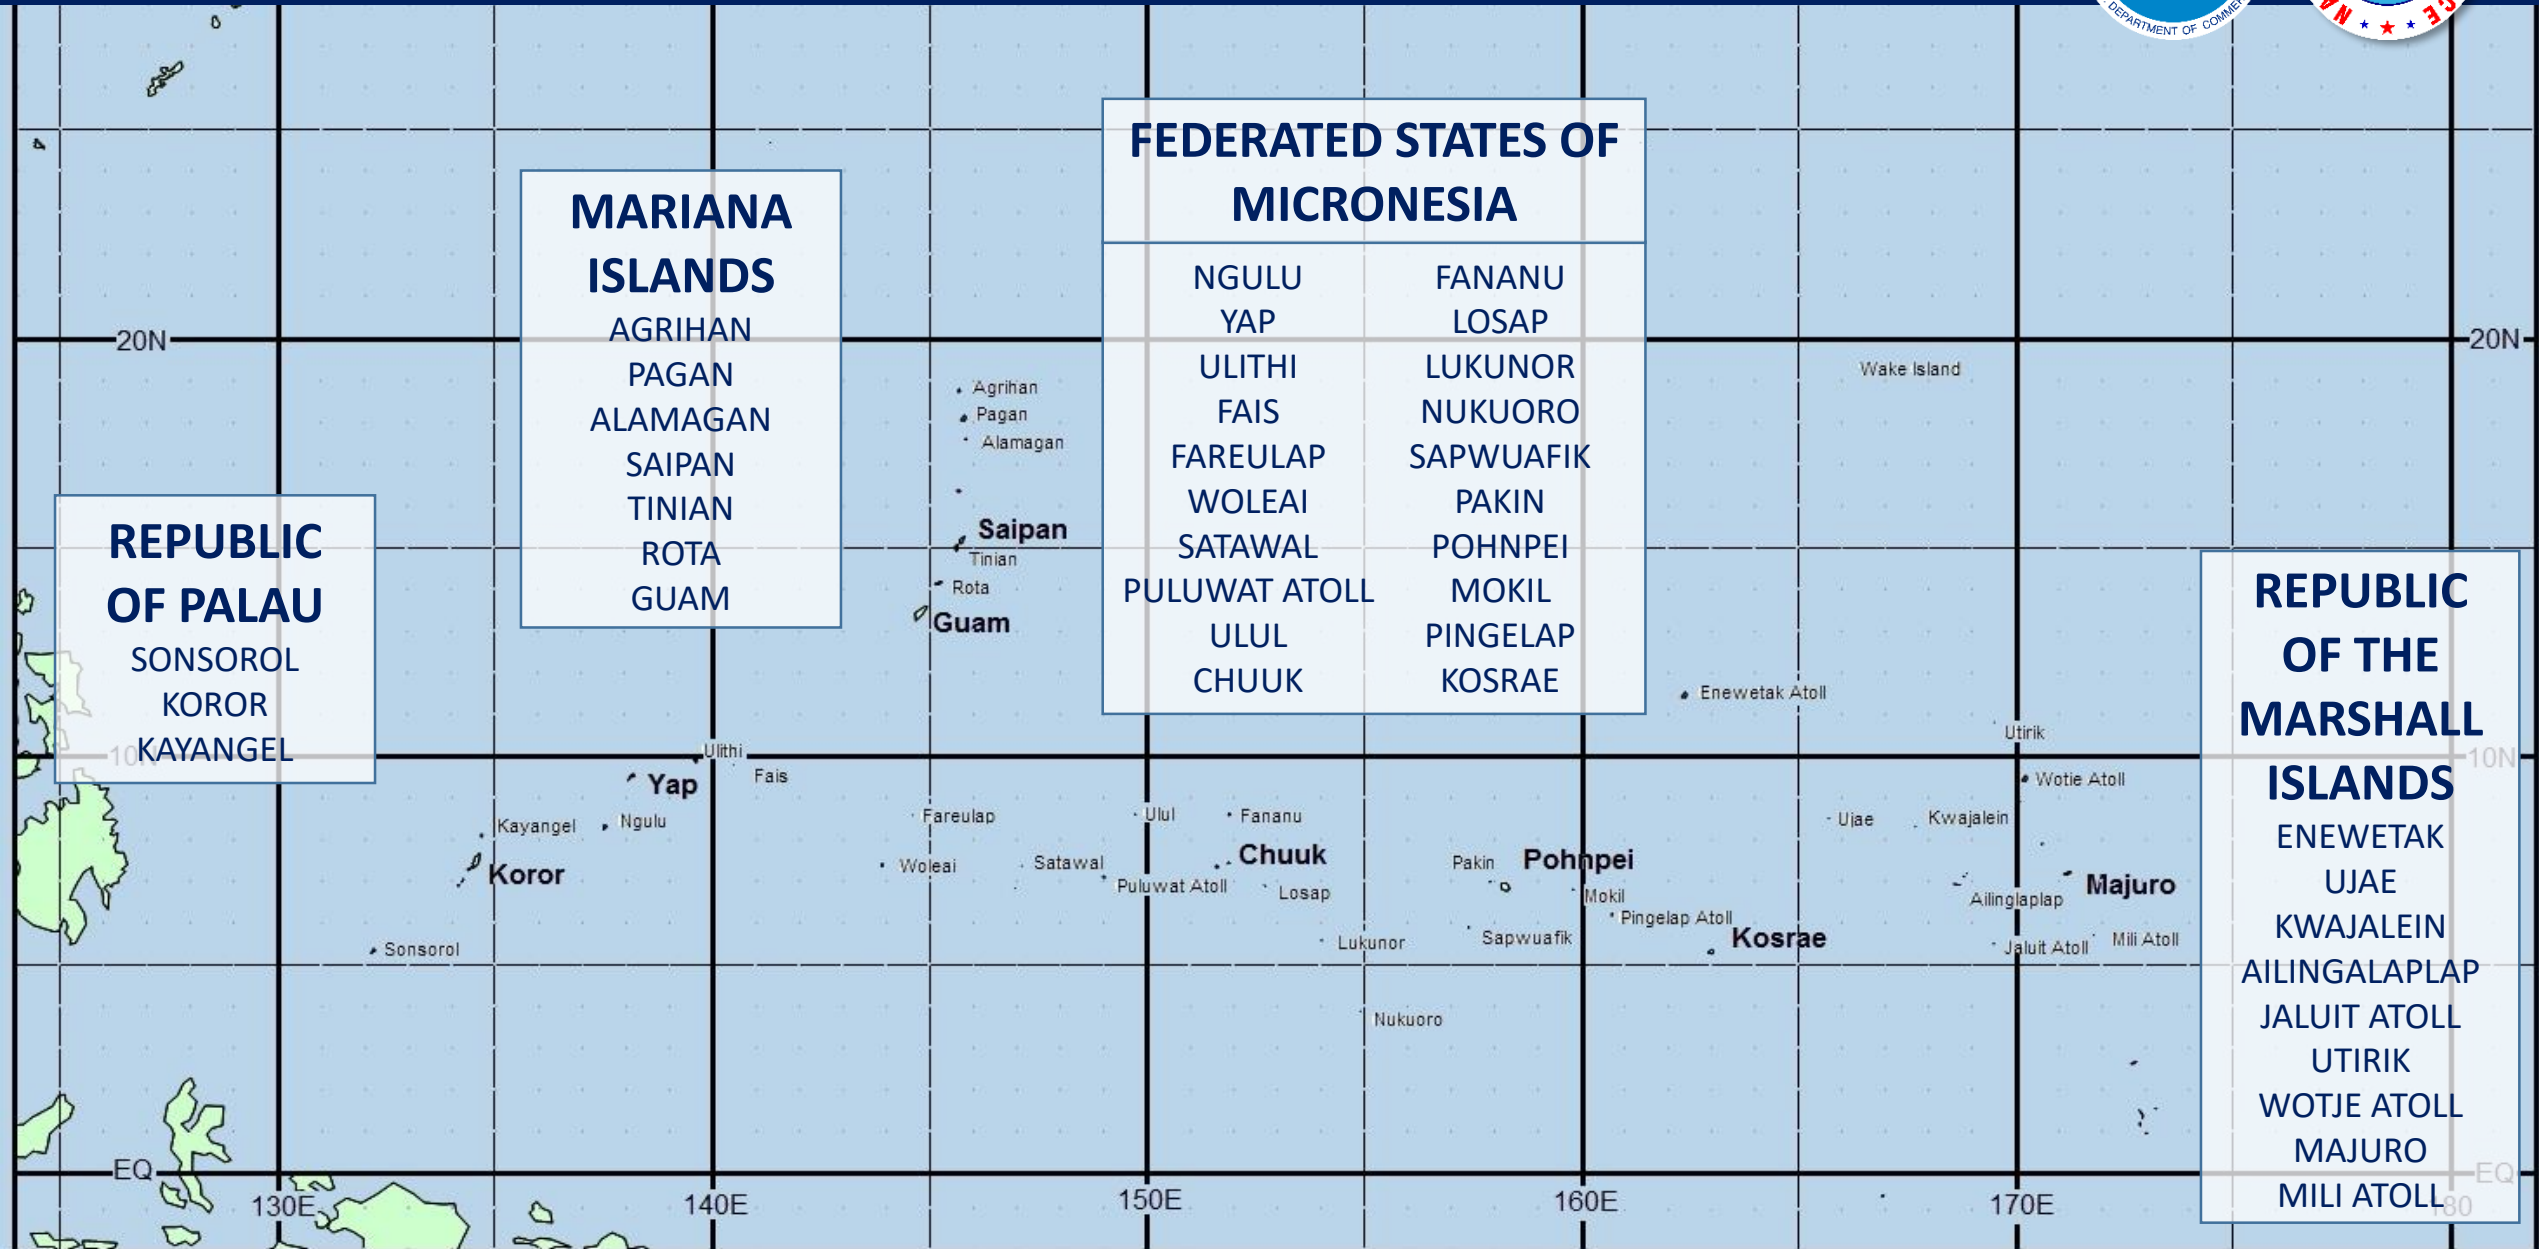 DEPARTMENT OF COMMER
NA
GE
FEDERATED STATES OF
MICRONESIA
NGULU
YAP
ULITHI
FAIS
FAREULAP
WOLEAI
SATAWAL
PULUWAT ATOLL
ULUL
CHUUK
FANANU
LOSAP
LUKUNOR
NUKUORO
SAPWUAFIK
PAKIN
POHNPEI
MOKIL
PINGELAP
KOSRAE
MARIANA
ISLANDS
AGRIHAN
PAGAN
ALAMAGAN
SAIPAN
TINIAN
ROTA
GUAM
REPUBLIC
OF PALAU
SONSOROL
KOROR
KAYANGEL
REPUBLIC
OF THE
MARSHALL
ISLANDS
ENEWETAK
UJAE
KWAJALEIN
AILINGALAPLAP
JALUIT ATOLL
UTIRIK
WOTJE ATOLL
MAJURO
MILI ATOLL
20N
20N
Wake Island
Agrihan
Pagan
Alamagan
Saipan
Tinian
Rota
Guam
Enewetak Atoll
Utirik
10N
10N
Ulithi
Yap
Fais
Wotie Atoll
Kayangel
Ngulu
Fareulap
Ulul
Fananu
Ujae
Kwajalein
Koror
Woleai
Satawal
Chuuk
Pakin
Pohnpei
Puluwat Atoll
Losap
Mokil
Ailinglaplap
Majuro
Pingelap Atoll
Sonsorol
Lukunor
Sapwuafik
Kosrae
Jaluit Atoll
Mili Atoll
Nukuoro
EQ
EQ
130E
140E
150E
160E
170E
180